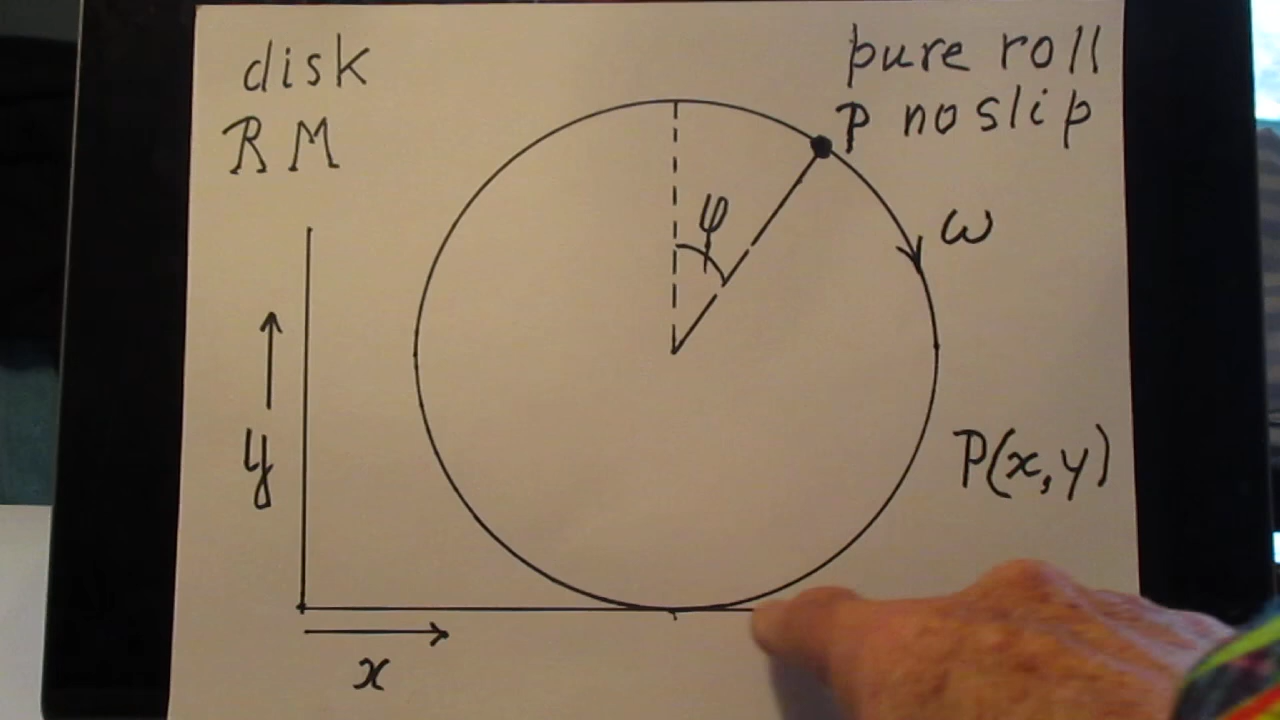 disk
R M
pure roll
P no slip
φ
ω
y
P(x,y)
x